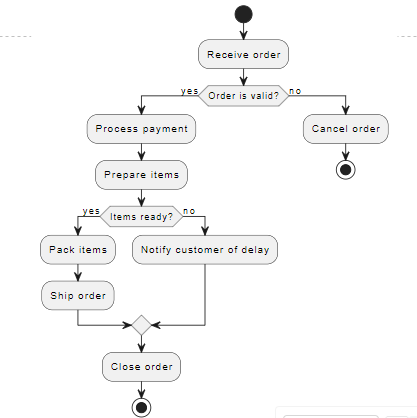 Receive order
yes
Order is valid?
no
Process payment
Cancel order
Prepare items
yes
Items ready?
no
Pack items
Notify customer of delay
Ship order
Close order